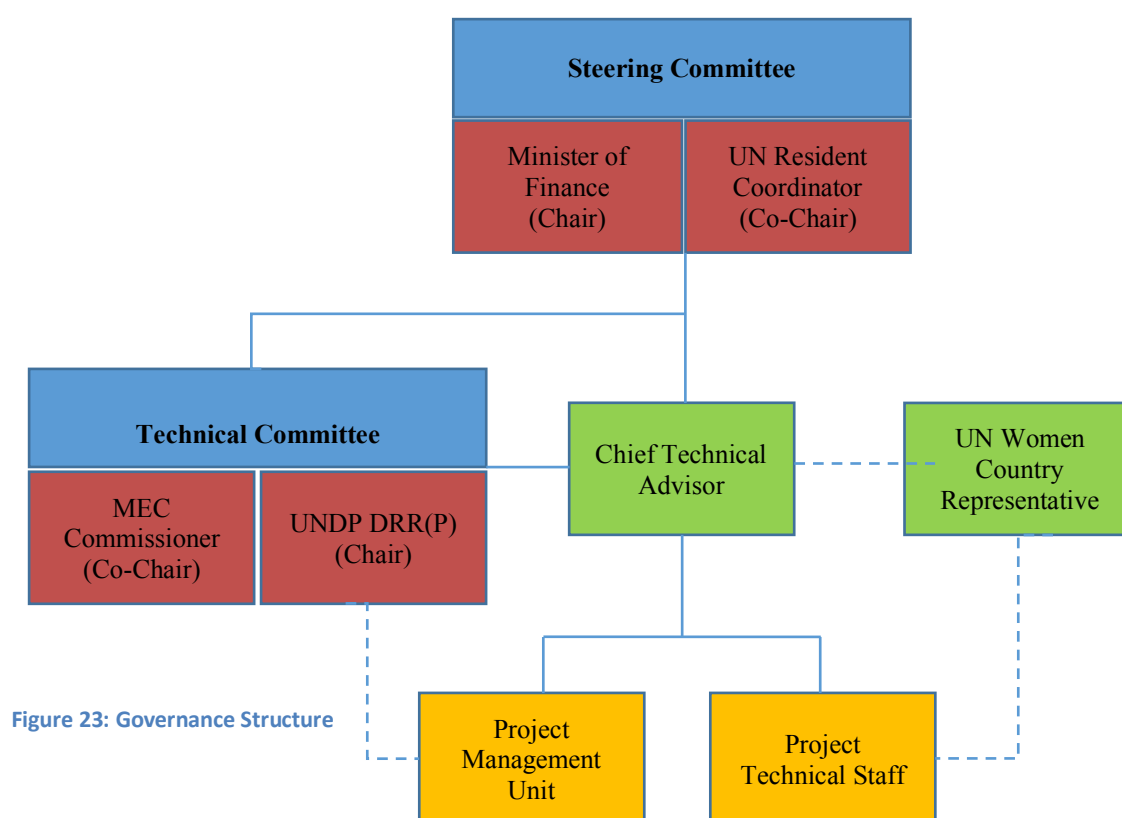 Steering Committee
Minister of
Finance
(Chair)
UN Resident
Coordinator
(Co-Chair)
Technical Committee
MEC
Commissioner
(Co-Chair)
UNDP DRR(P)
(Chair)
Chief Technical
Advisor
UN Women
Country
Representative
Figure 23: Governance Structure
Project
Management
Unit
Project
Technical Staff